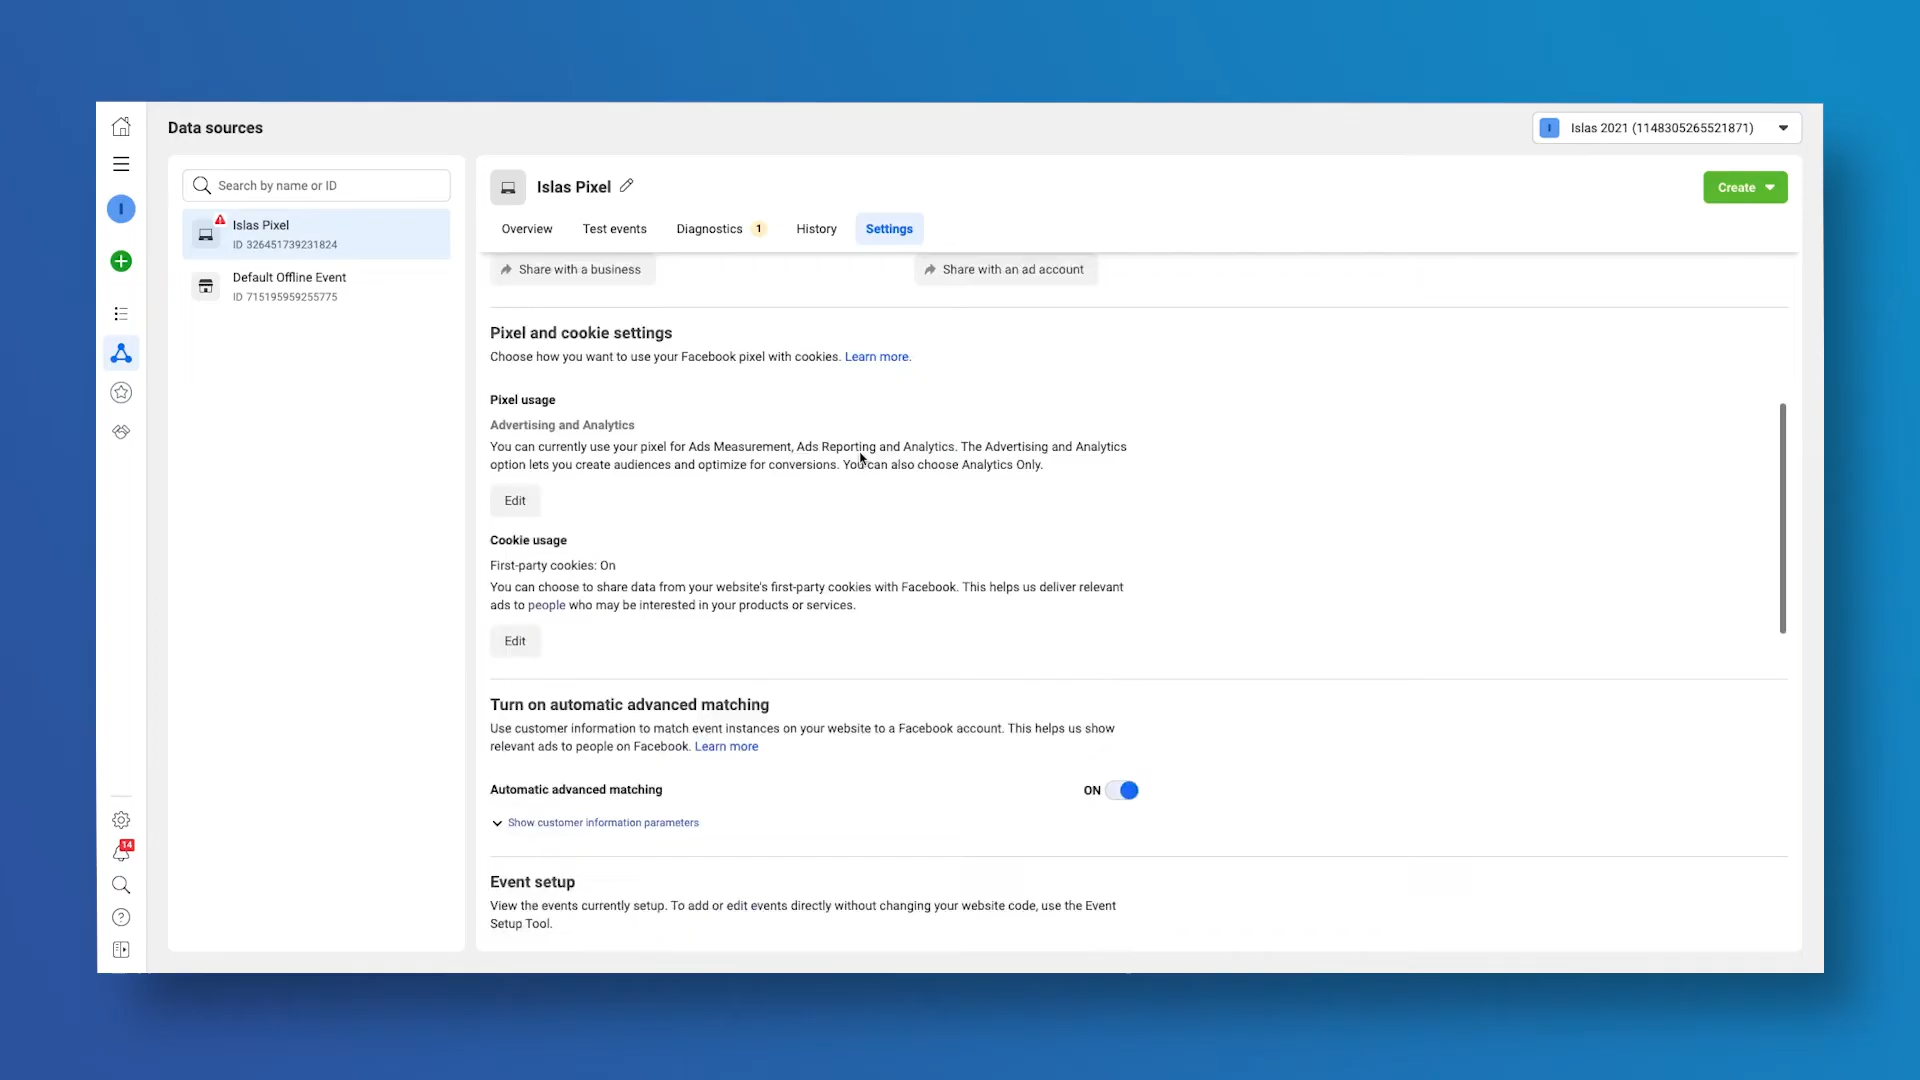 Data sources
I
Islas 2021 (1148305265521871)
Search by name or ID
Islas Pixel
ID 326451739231824
Default Offline Event
ID 715195959255775
I
14
Islas Pixel
Create
Overview
Test events
Diagnostics 1
History
Settings
Share with a business
Share with an ad account
Pixel and cookie settings
Choose how you want to use your Facebook pixel with cookies. Learn more.
Pixel usage
Advertising and Analytics
You can currently use your pixel for Ads Measurement, Ads Reporting and Analytics. The Advertising and Analytics
option lets you create audiences and optimize for conversions. You can also choose Analytics Only.
Edit
Cookie usage
First-party cookies: On
You can choose to share data from your website's first-party cookies with Facebook. This helps us deliver relevant
ads to people who may be interested in your products or services.
Edit
Turn on automatic advanced matching
Use customer information to match event instances on your website to a Facebook account. This helps us show
relevant ads to people on Facebook. Learn more
Automatic advanced matching
ON
Show customer information parameters
Event setup
View the events currently setup. To add or edit events directly without changing your website code, use the Event
Setup Tool.